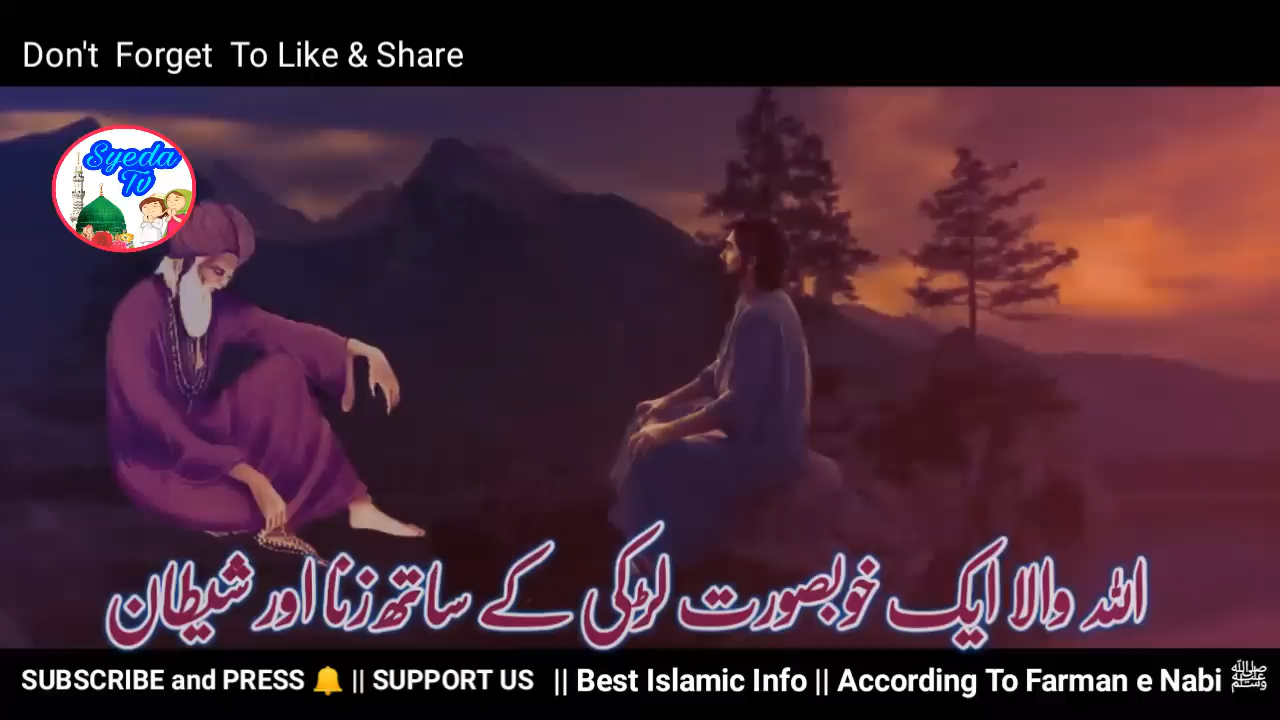 Don't Forget To Like & Share
Syeda
Tv
اللہ والا ایک خوبصورت لڑکی کے ساتھ زنا اور شیطان
SUBSCRIBE and PRESS 🔔 || SUPPORT US || Best Islamic Info || According To Farman e Nabi ﷺ